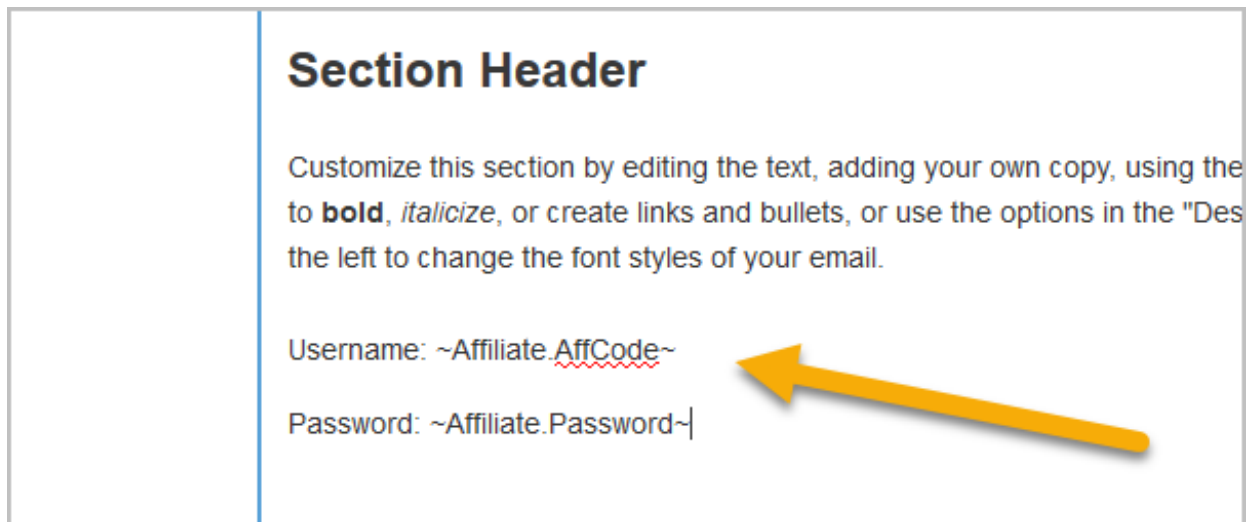 Section Header
Customize this section by editing the text, adding your own copy, using the
to bold, italicize, or create links and bullets, or use the options in the "Des
the left to change the font styles of your email.
Username: ~Affiliate.AffCode~
Password: ~Affiliate.Password~